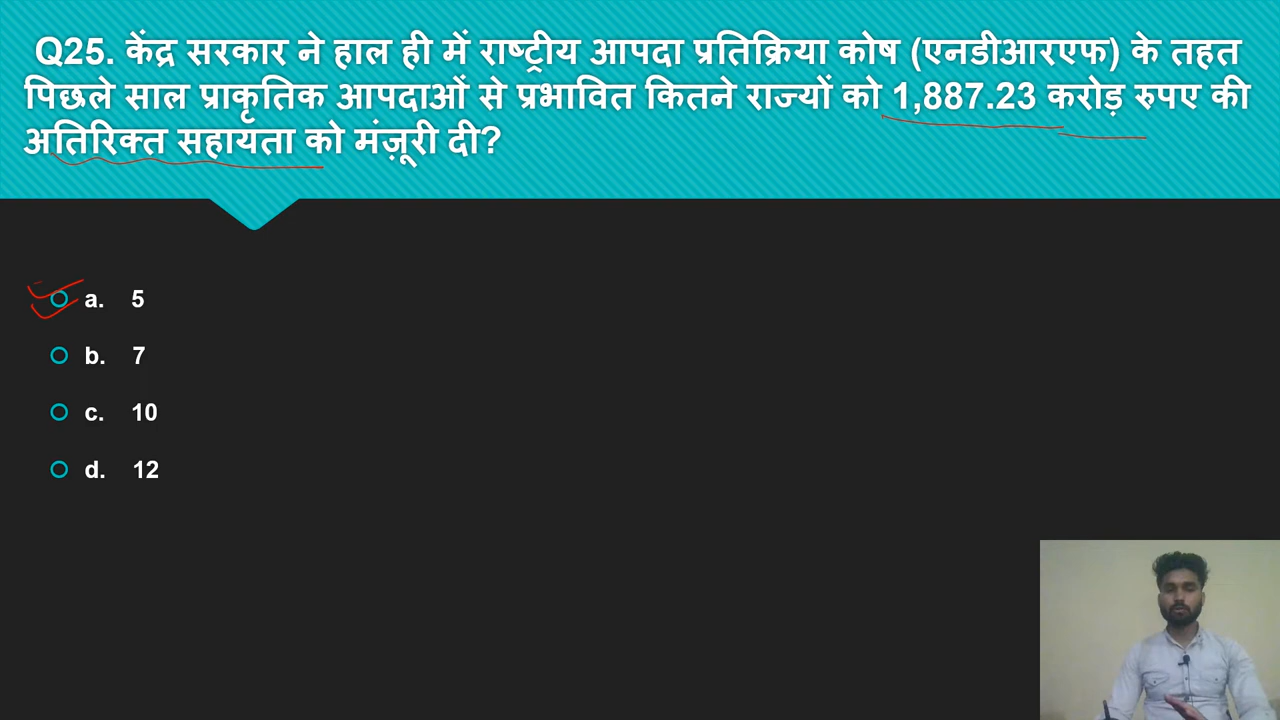 Q25. केंद्र सरकार ने हाल ही में राष्ट्रीय आपदा प्रतिक्रिया कोष (एनडीआरएफ) के तहत
पिछले साल प्राकृतिक आपदाओं से प्रभावित कितने राज्यों को 1,887.23 करोड़ रुपए की
अतिरिक्त सहायता को मंज़ूरी दी?
a. 5
b. 7
c. 10
d. 12